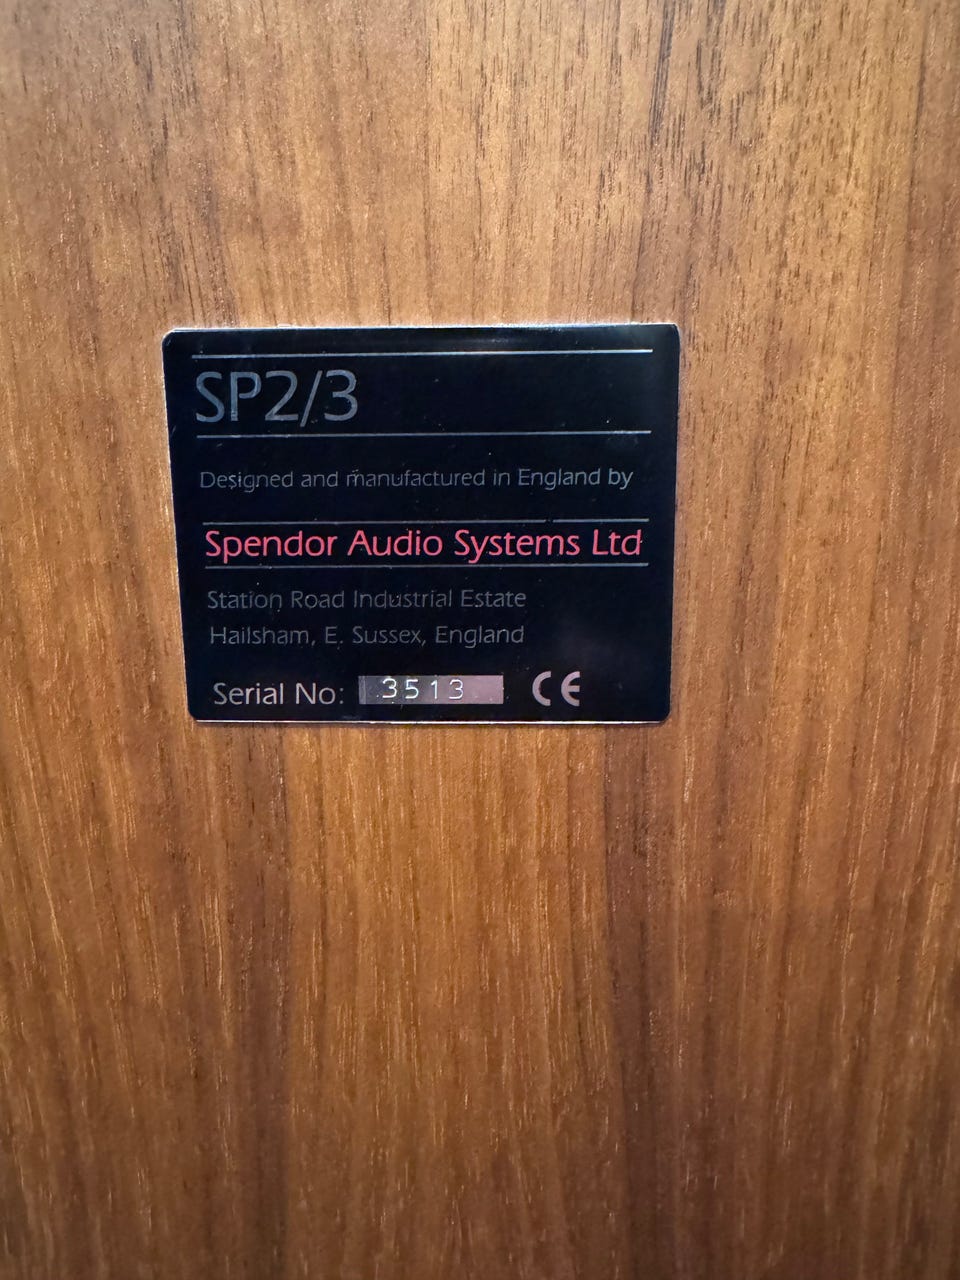 SP2/3
Designed and manufactured in England by
Spendor Audio Systems Ltd
Station Road Industrial Estate
Hailsham, E. Sussex, England
Serial No: 3513 CE